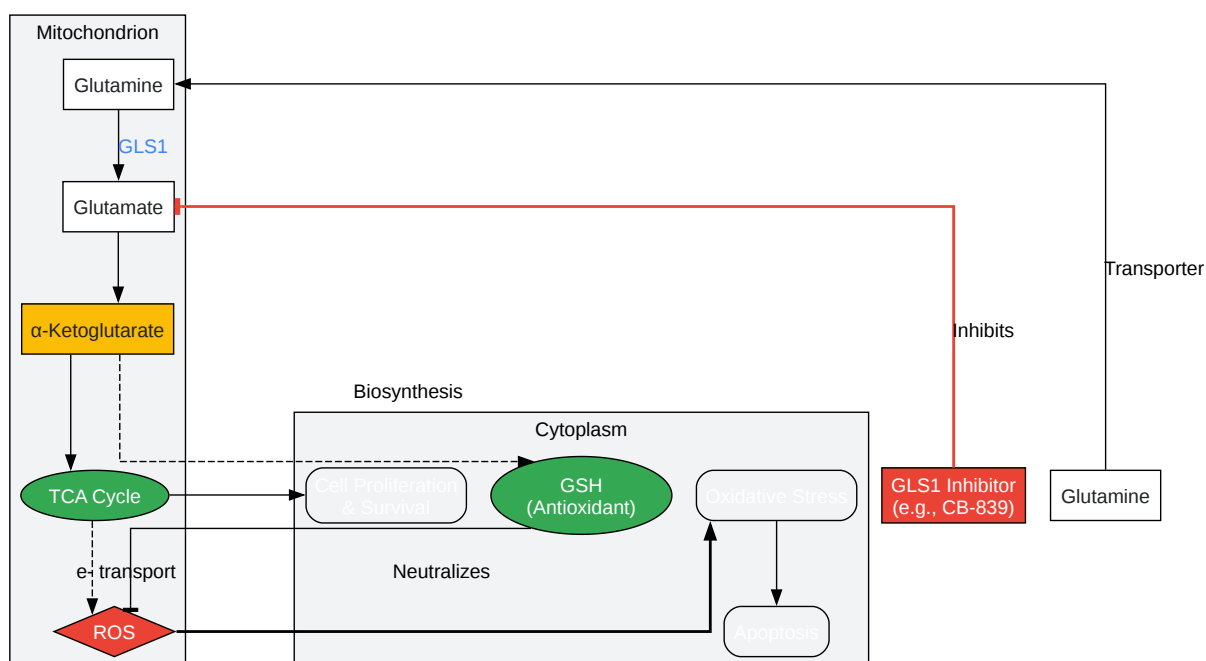 Mitochondrion
Glutamine
GLS1
Glutamate
Transporter
α-Ketoglutarate
Inhibits
Biosynthesis
Cytoplasm
TCA Cycle
Cell Proliferation
& Survival
GSH
(Antioxidant)
Oxidative Stress
GLS1 Inhibitor
(e.g., CB-839)
Glutamine
e- transport
Neutralizes
ROS
Apoptosis